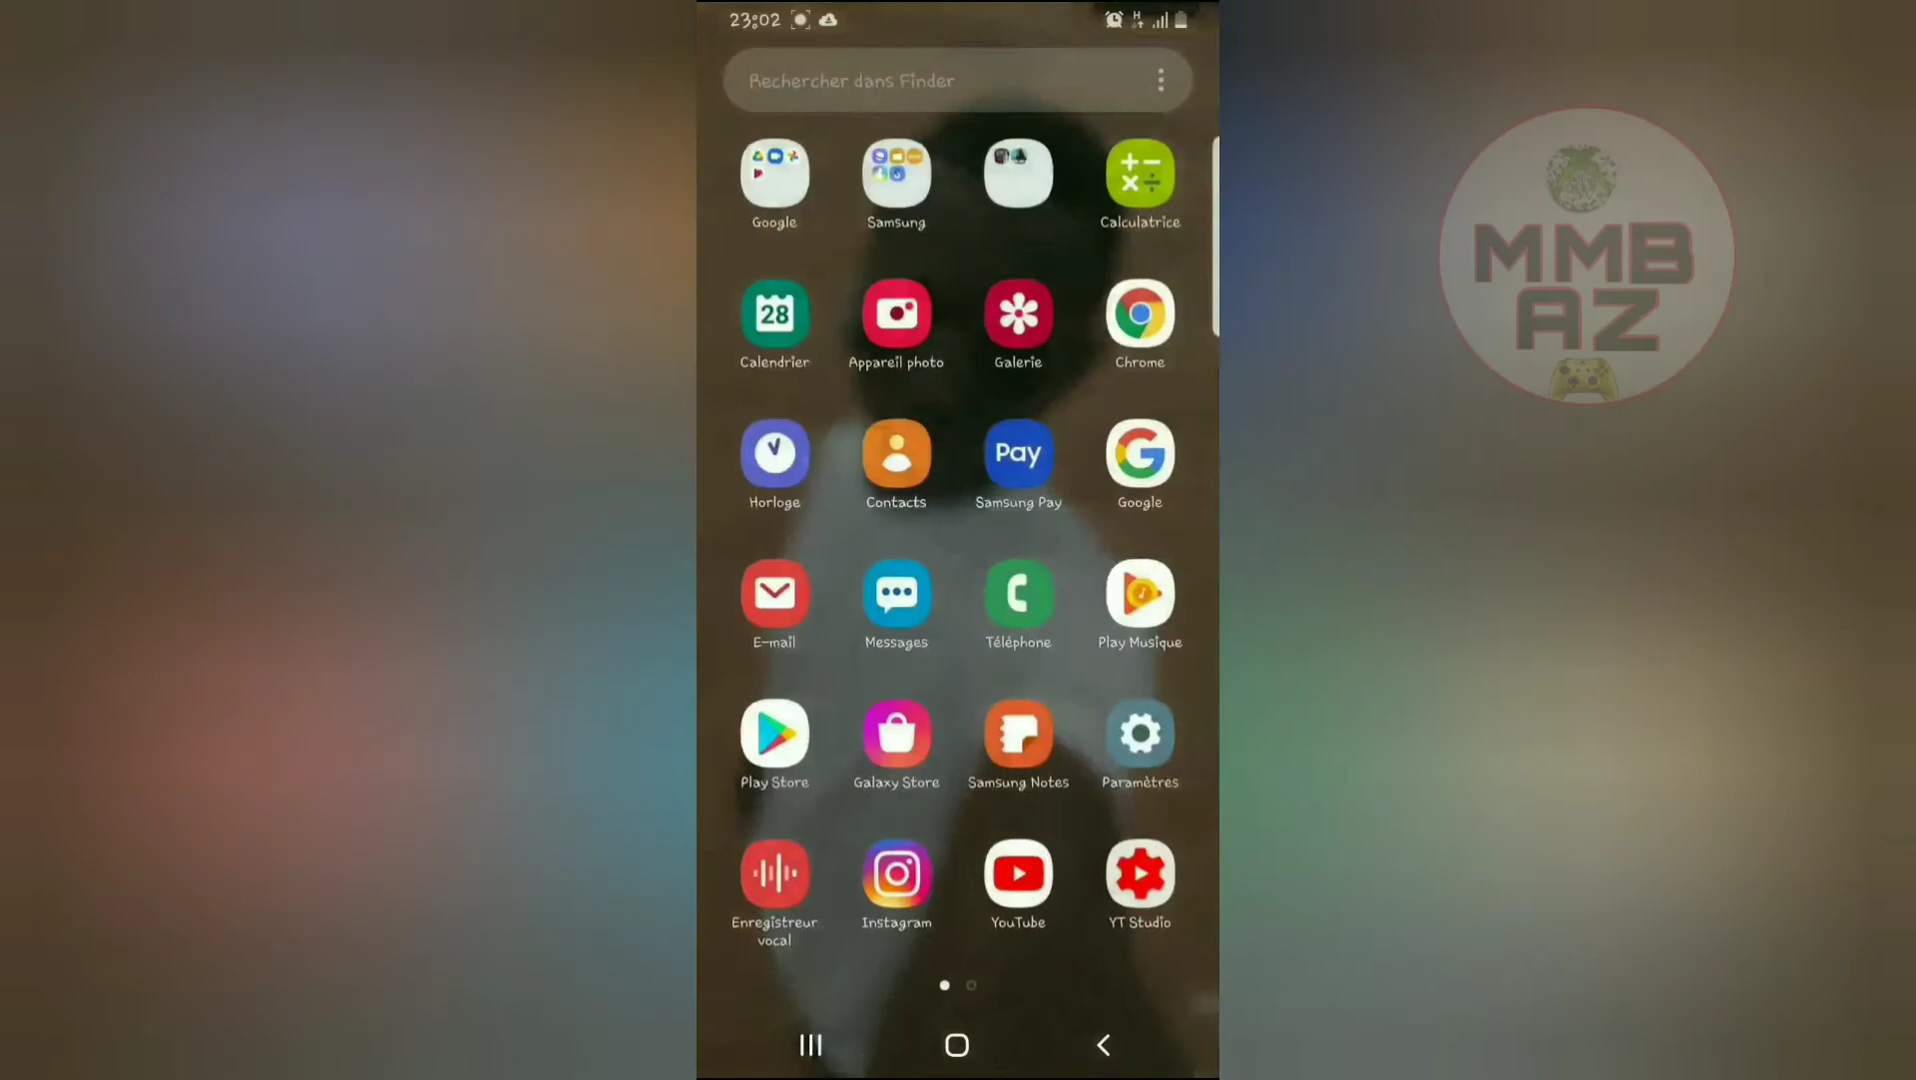 23:02
H
Rechercher dans Finder
Google
Samsung
Calculatrice
28
Calendrier
Appareil photo
Galerie
Chrome
Horloge
Contacts
Pay
Samsung Pay
Google
E-mail
Messages
Téléphone
Play Musique
Play Store
Galaxy Store
Samsung Notes
Paramètres
Enregistreur
vocal
Instagram
YouTube
YT Studio
MMB
AZ